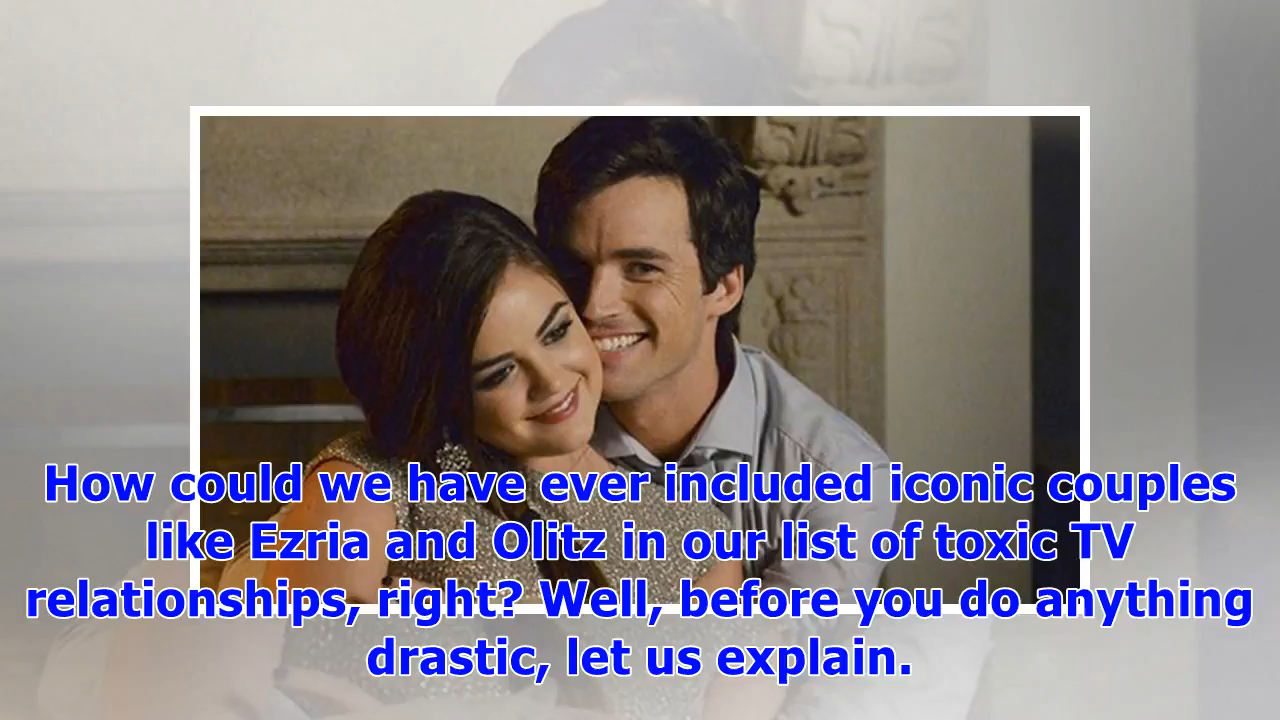 How could we have ever included iconic couples
like Ezria and Olitz in our list of toxic TV
relationships, right? Well, before you do anything
drastic, let us explain.